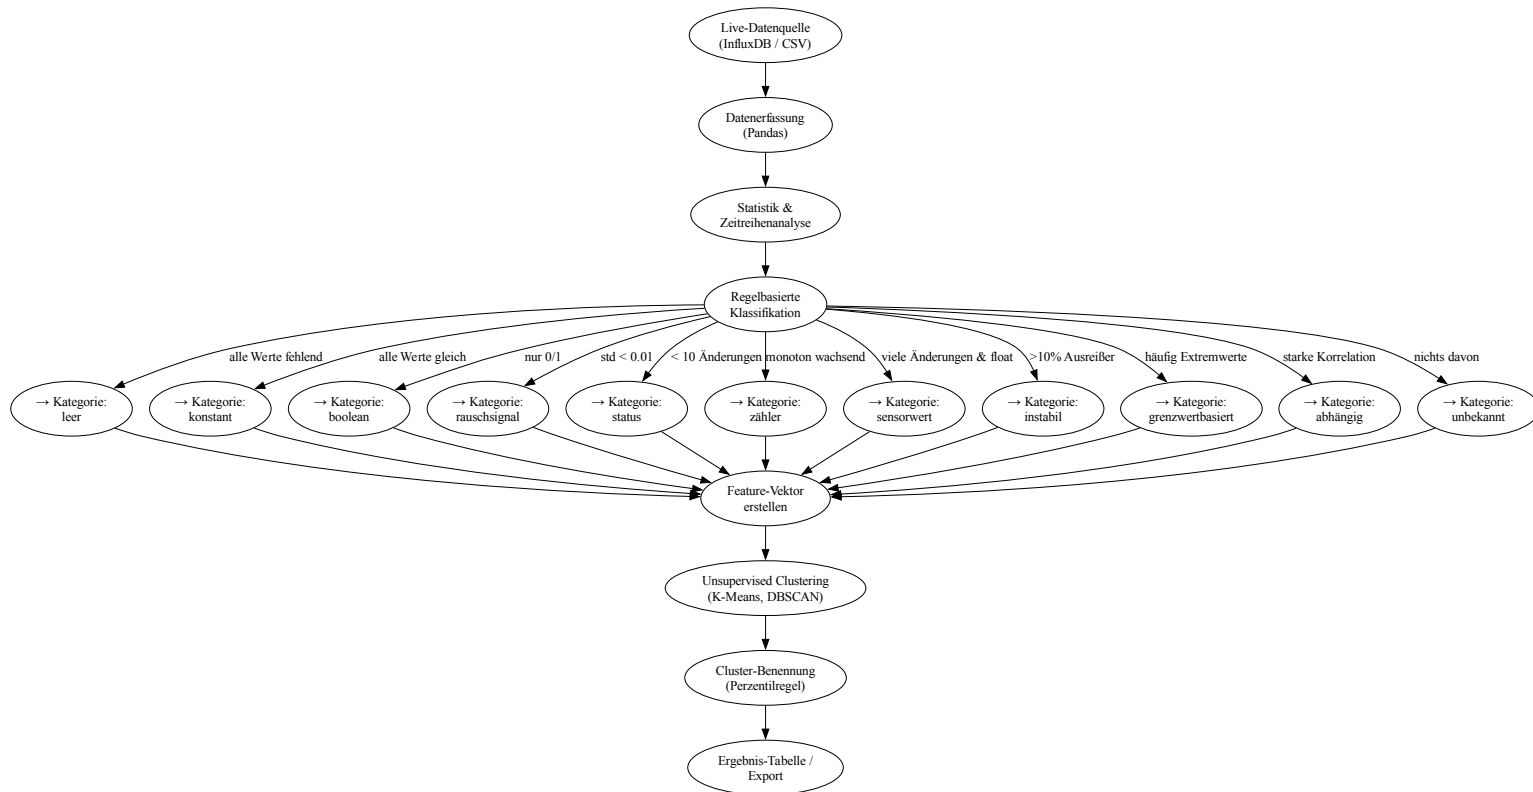 Live-Datenquelle
(InfluxDB / CSV)
Datenerfassung
(Pandas)
Statistik &
Zeitreihenanalyse
Regelbasierte
Klassifikation
alle Werte fehlend
alle Werte gleich
nur 0/1
std < 0.01
< 10 Änderungen
monoton wachsend
viele Änderungen & float
>10% Ausreißer
häufig Extremwerte
starke Korrelation
nichts davon
→ Kategorie:
leer
→ Kategorie:
konstant
→ Kategorie:
boolean
→ Kategorie:
rauschsignal
→ Kategorie:
status
→ Kategorie:
zähler
→ Kategorie:
sensorwert
→ Kategorie:
instabil
→ Kategorie:
grenzwertbasiert
→ Kategorie:
abhängig
→ Kategorie:
unbekannt
Feature-Vektor
erstellen
Unsupervised Clustering
(K-Means, DBSCAN)
Cluster-Benennung
(Perzentilregel)
Ergebnis-Tabelle /
Export